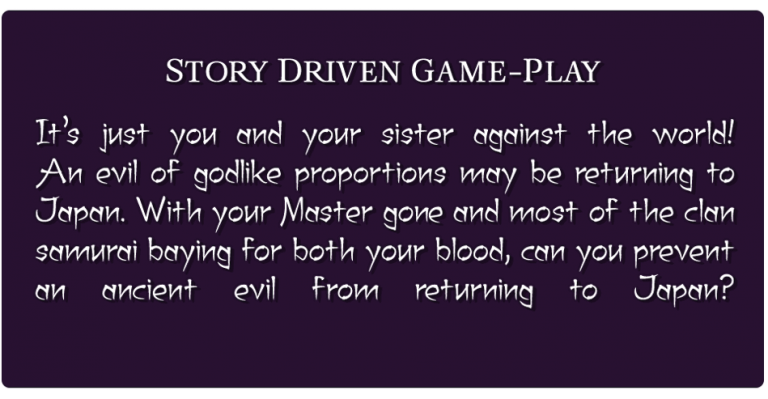 Story Driven Game-Play
It's just you and your sister against the world!
An evil of godlike proportions may be returning to
Japan. With your Master gone and most of the clan
samurai baying for both your blood, can you prevent
an ancient evil from returning to Japan?